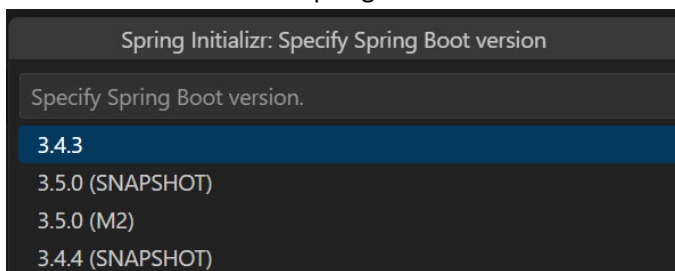 Spring Initializr: Specify Spring Boot version
Specify Spring Boot version.
3.4.3
3.5.0 (SNAPSHOT)
3.5.0 (M2)
3.4.4 (SNAPSHOT)